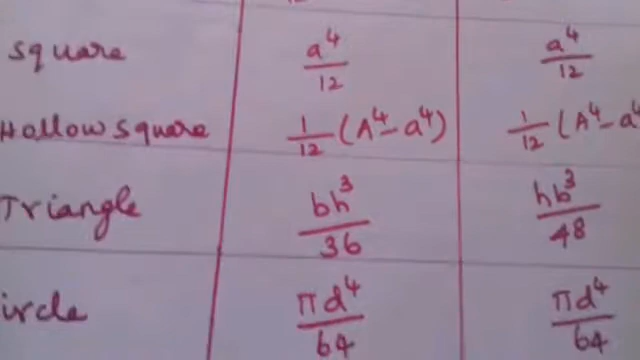 square a⁴/12 a⁴/12
Hollow square 1/12 (A⁴-a⁴) 1/12 (A⁴-a⁴
Triangle bh³/36 hb³/48
ircle πd⁴/64 πd⁴/64